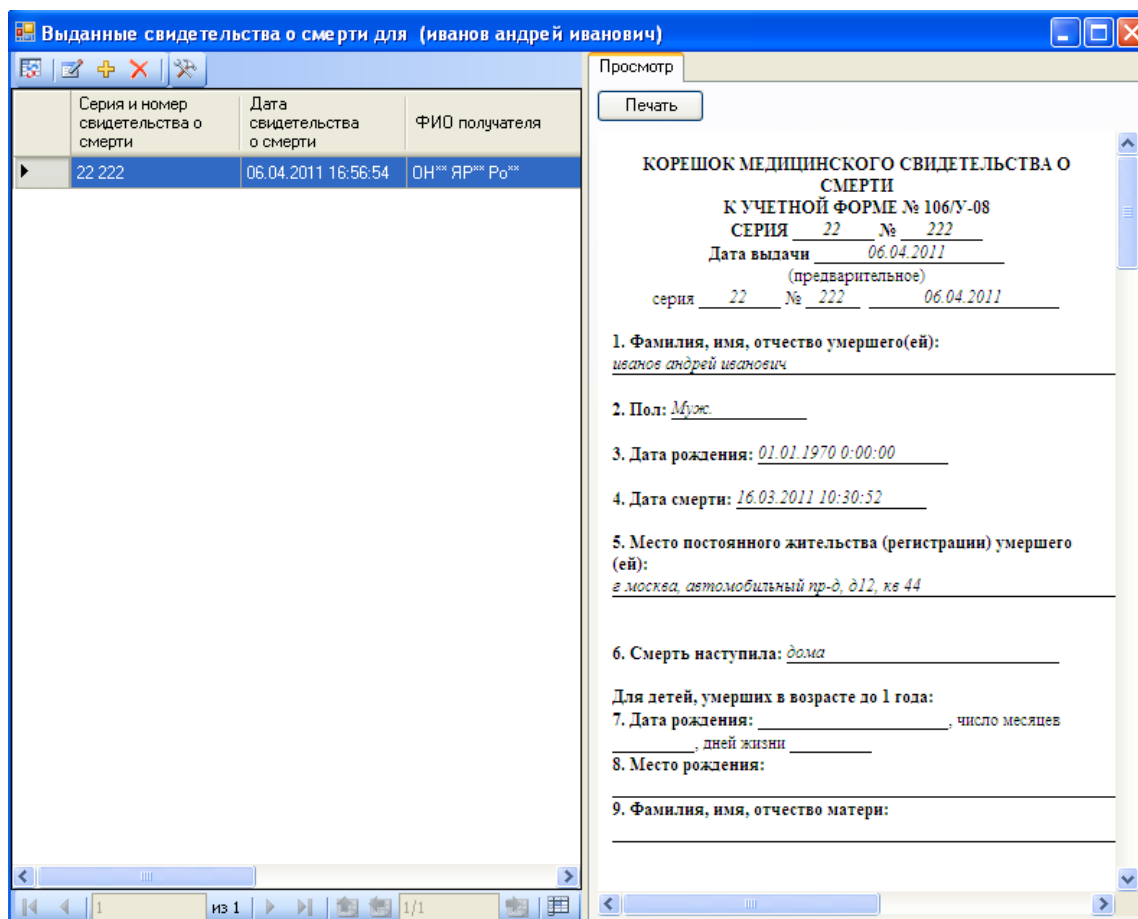 Выданные свидетельства о смерти для (иванов андрей иванович)
Серия и номер свидетельства о смерти
Дата свидетельства о смерти
ФИО получателя
22 222
06.04.2011 16:56:54
ОН** ЯР** Ро**
1
из 1
1/1
Просмотр
Печать
КОРЕШОК МЕДИЦИНСКОГО СВИДЕТЕЛЬСТВА О
СМЕРТИ
К УЧЕТНОЙ ФОРМЕ № 106/У-08
СЕРИЯ 22 № 222
Дата выдачи 06.04.2011
(предварительное)
серия 22 № 222 06.04.2011
1. Фамилия, имя, отчество умершего(ей):
иванов андрей иванович
2. Пол: Муж.
3. Дата рождения: 01.01.1970 0:00:00
4. Дата смерти: 16.03.2011 10:30:52
5. Место постоянного жительства (регистрации) умершего
(ей):
г москва, автомобильный пр-д, д12, кв 44
6. Смерть наступила: дома
Для детей, умерших в возрасте до 1 года:
7. Дата рождения: ____, число месяцев
____, дней жизни ____
8. Место рождения:
9. Фамилия, имя, отчество матери: